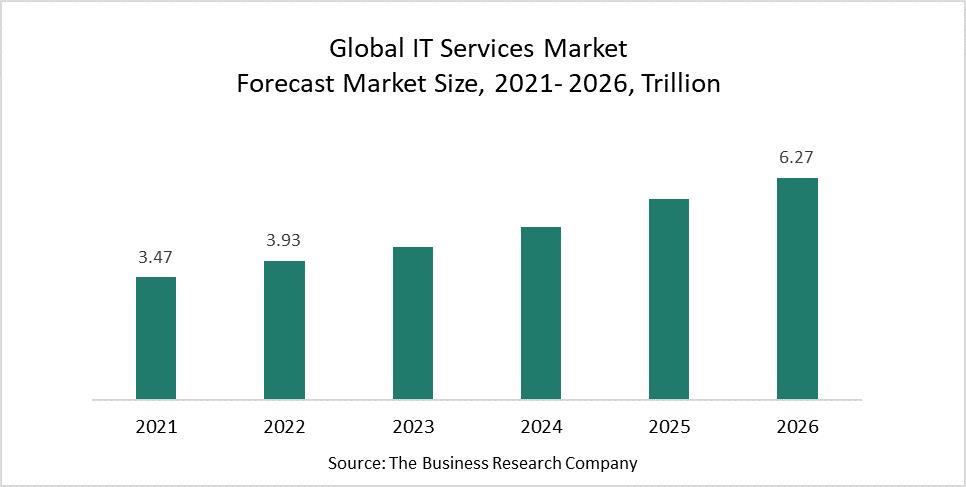 Global IT Services Market
Forecast Market Size, 2021- 2026, Trillion
6.27
3.93
3.47
2021 2022 2023 2024 2025 2026
Source: The Business Research Company